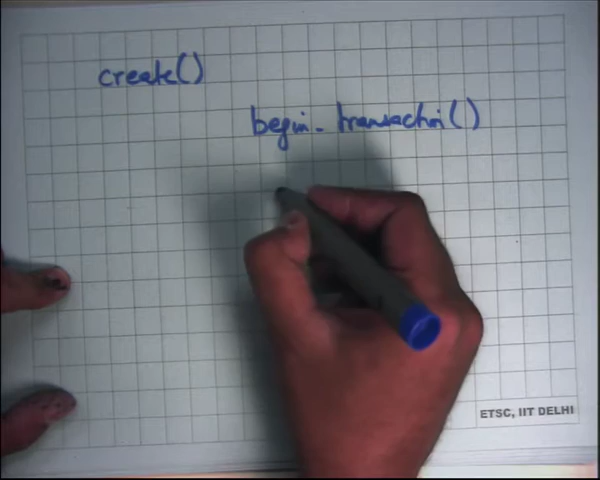 create()
begin_transaction()
ETSC, IIT DELHI